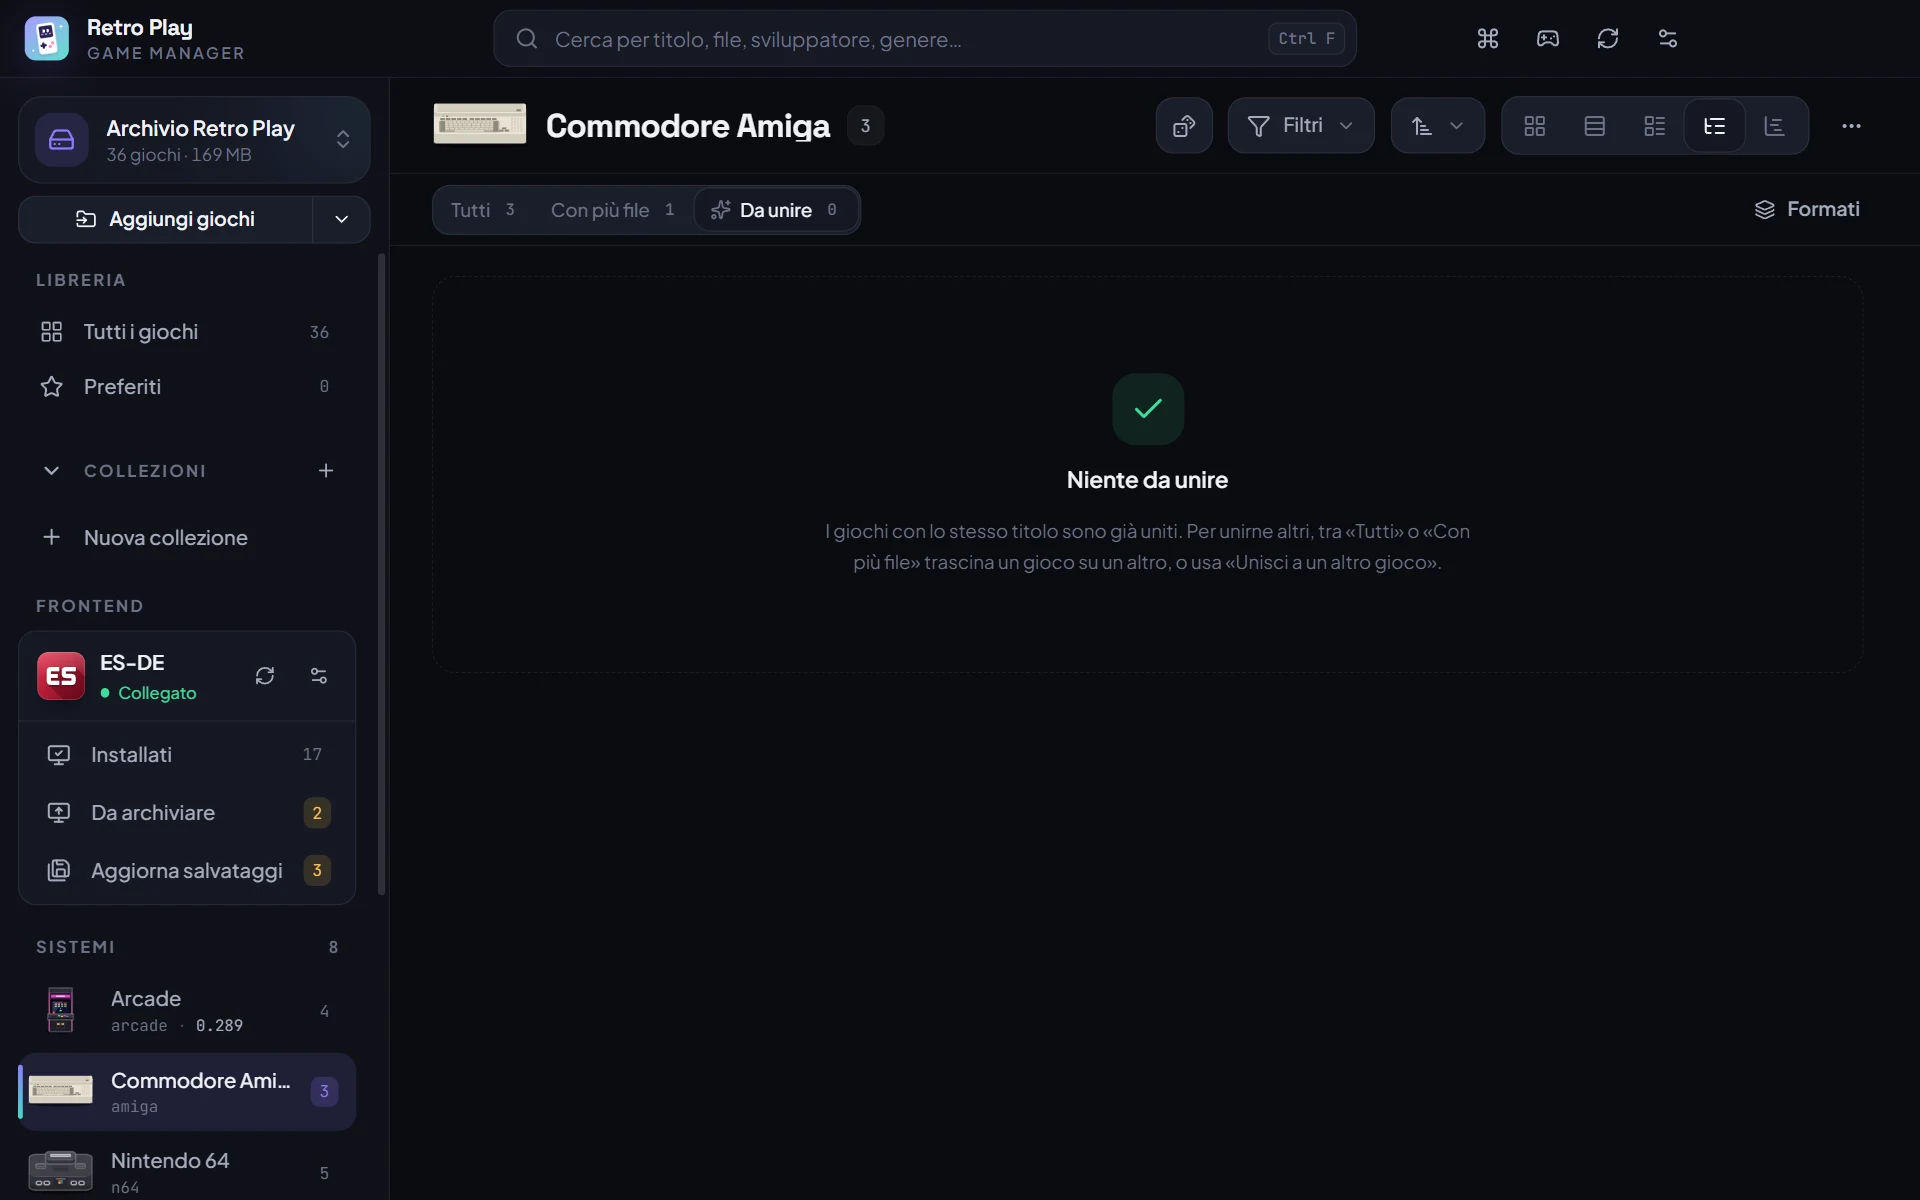 Retro Play
GAME MANAGER
Cerca per titolo, file, sviluppatore, genere…
Ctrl F
Archivio Retro Play
36 giochi · 169 MB
Aggiungi giochi
LIBRERIA
Tutti i giochi 36
Preferiti 0
COLLEZIONI
Nuova collezione
FRONTEND
ES
ES-DE
Collegato
Installati 17
Da archiviare 2
Aggiorna salvataggi 3
SISTEMI 8
Arcade
arcade · 0.289
4
Commodore Ami…
amiga
3
Nintendo 64
n64
5
Commodore Amiga 3
Filtri
Tutti 3
Con più file 1
Da unire 0
Formati
Niente da unire
I giochi con lo stesso titolo sono già uniti. Per unirne altri, tra «Tutti» o «Con
più file» trascina un gioco su un altro, o usa «Unisci a un altro gioco».